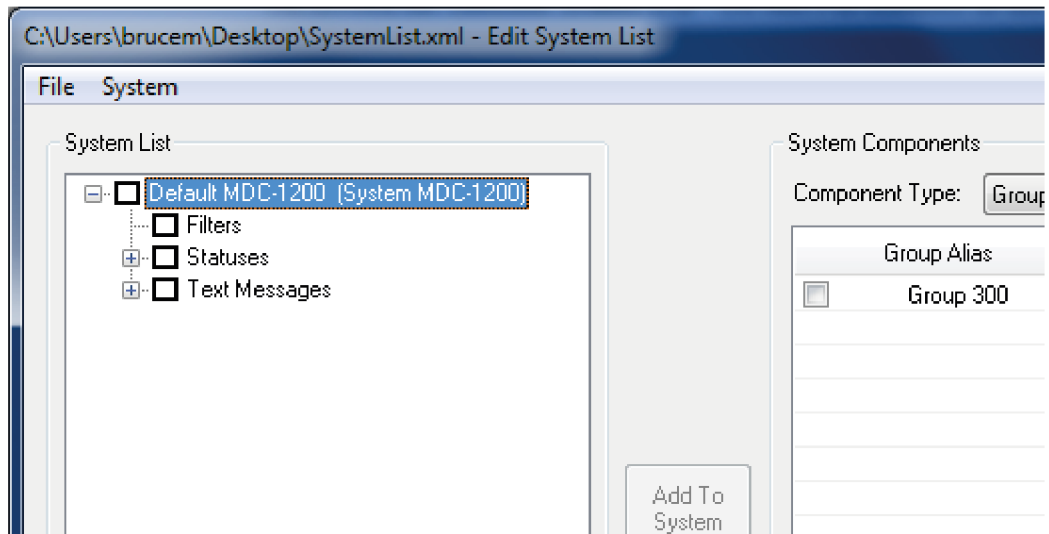 C:\Users\brucem\Desktop\SystemList.xml - Edit System List
File System
System List
Default MDC-1200 (System MDC-1200)
Filters
Statuses
Text Messages
Add To
System
System Components
Component Type: Group
Group Alias
Group 300